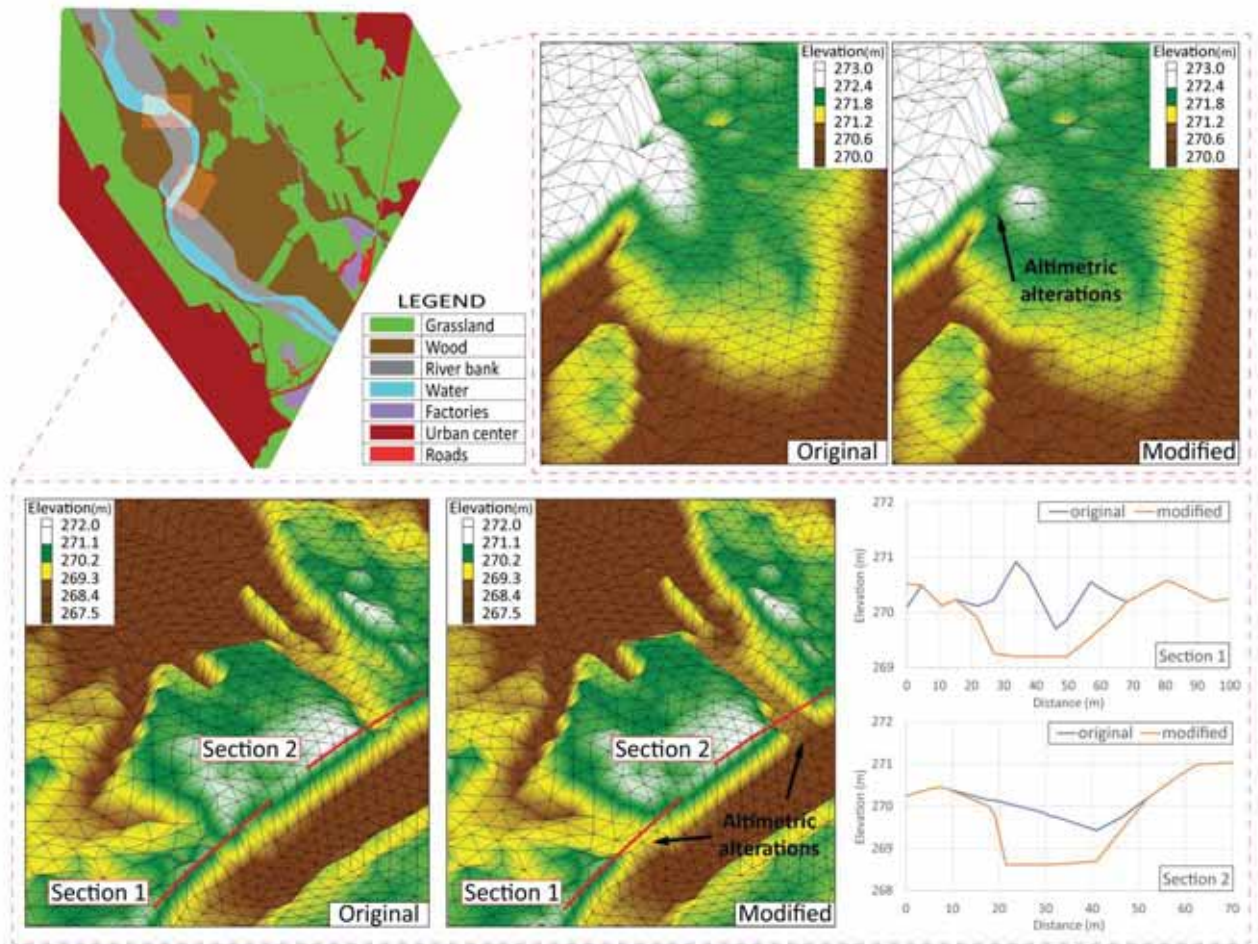 LEGEND
Grassland
Wood
River bank
Water
Factories
Urban center
Roads
Elevation(m)
273.0
272.4
271.8
271.2
270.6
270.0
Original
Elevation(m)
273.0
272.4
271.8
271.2
270.6
270.0
Altimetric
alterations
Modified
Elevation(m)
272.0
271.1
270.2
269.3
268.4
267.5
Section 2
Section 1
Original
Elevation(m)
272.0
271.1
270.2
269.3
268.4
267.5
Section 2
Altimetric
alterations
Section 1
Modified
272
271
270
269
Elevation (m)
original
modified
Section 1
0 10 20 30 40 50 60 70 80 90 100
Distance (m)
272
271
270
265
268
Elevation (m)
original
modified
Section 2
0 10 20 30 40 50 60 70
Distance (m)